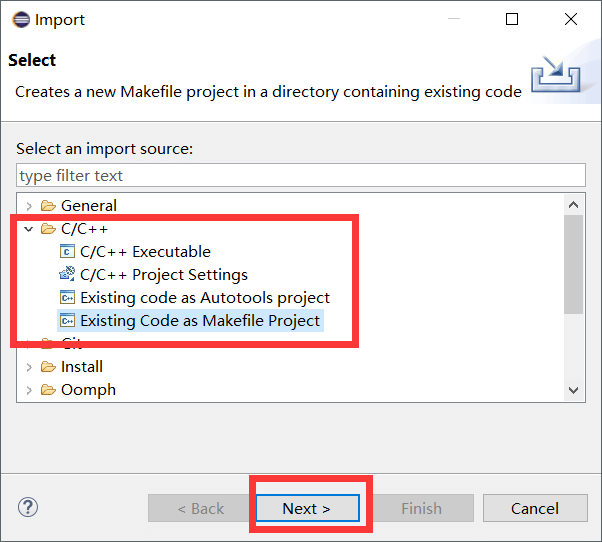 Import
Select
Creates a new Makefile project in a directory containing existing code
Select an import source:
type filter text
General
C/C++
C/C++ Executable
C/C++ Project Settings
Existing code as Autotools project
Existing Code as Makefile Project
Git
Install
Oomph
< Back
Next >
Finish
Cancel